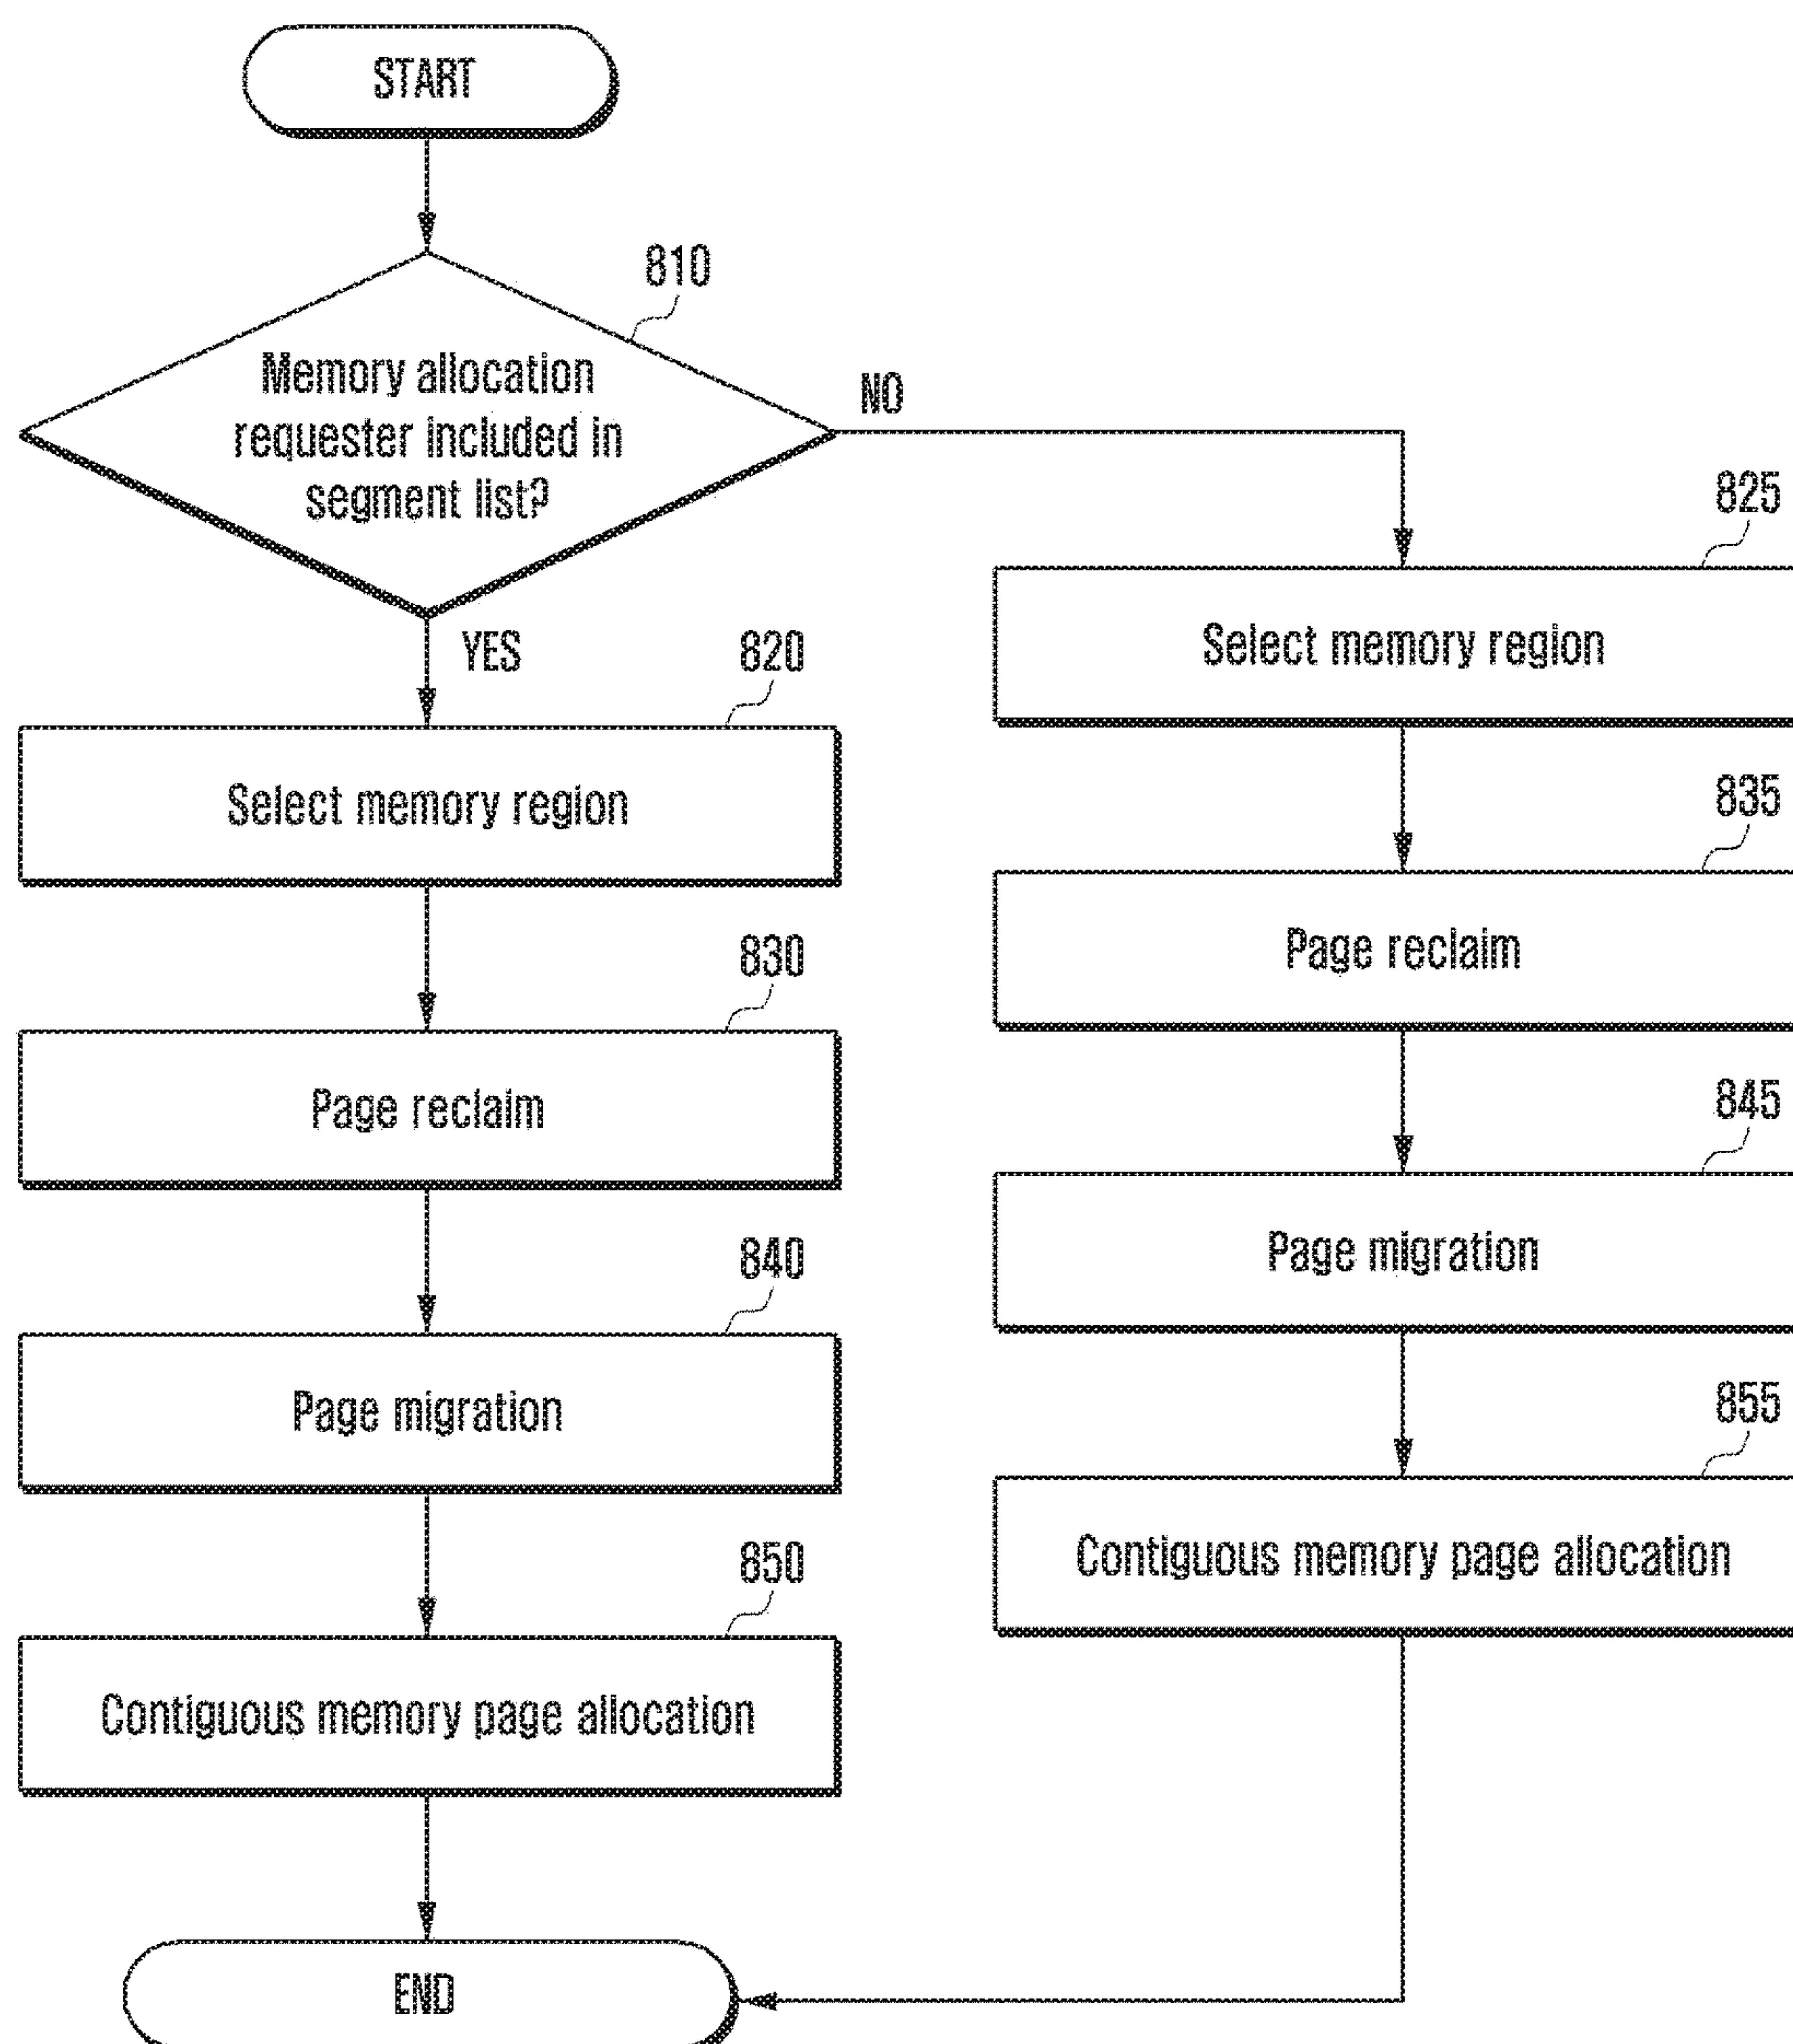 START
810
Memory allocation
requester included in
segment list?
NO
YES
820
Select memory region
830
Page reclaim
840
Page migration
850
Contiguous memory page allocation
825
Select memory region
835
Page reclaim
845
Page migration
855
Contiguous memory page allocation
END